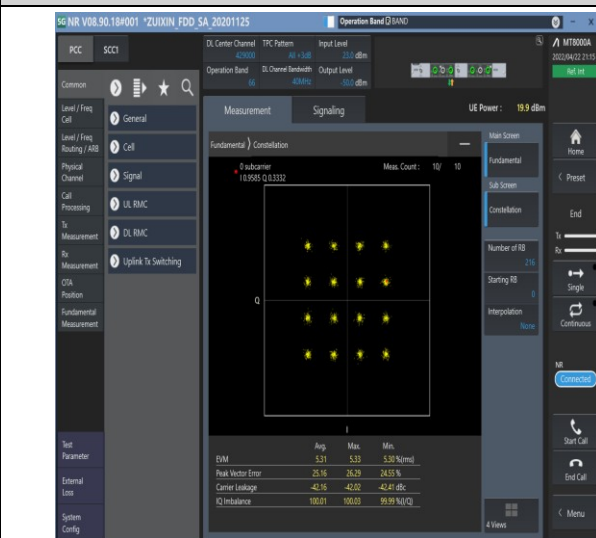 5G NR V08.90.18#001 *ZUIXIN_FDD_SA_20201125
Operation Band BAND
MT8000A
2022/04/22 21:15
Ref. Int
PCC
SCC1
DL Center Channel
429000
TPC Pattern
All +3dB
Input Level
23.0 dBm
Operation Band
66
DL Channel Bandwidth
40MHz
Output Level
-50.0 dBm
Common
Level / Freq
Cell
Level / Freq
Routing / ARB
Physical
Channel
Call
Processing
Tx
Measurement
Rx
Measurement
OTA
Position
Fundamental
Measurement
Test
Parameter
External
Loss
System
Config
General
Cell
Signal
UL RMC
DL RMC
Uplink Tx Switching
Measurement
Signaling
UE Power : 19.9 dBm
Fundamental Constellation
0 subcarrier
I 0.9585 Q 0.3332
Meas. Count : 10/ 10
Q
I
Avg. Max. Min.
EVM 5.31 5.33 5.30 %(rms)
Peak Vector Error 25.16 26.29 24.55 %
Carrier Leakage -42.16 -42.02 -42.41 dBc
IQ Imbalance 100.01 100.03 99.99 %(I/Q)
Main Screen
Fundamental
Sub Screen
Constellation
Number of RB
216
Starting RB
0
Interpolation
None
4 Views
Home
Preset
End
Tx
Rx
Single
Continuous
NR
Connected
Start Call
End Call
Menu